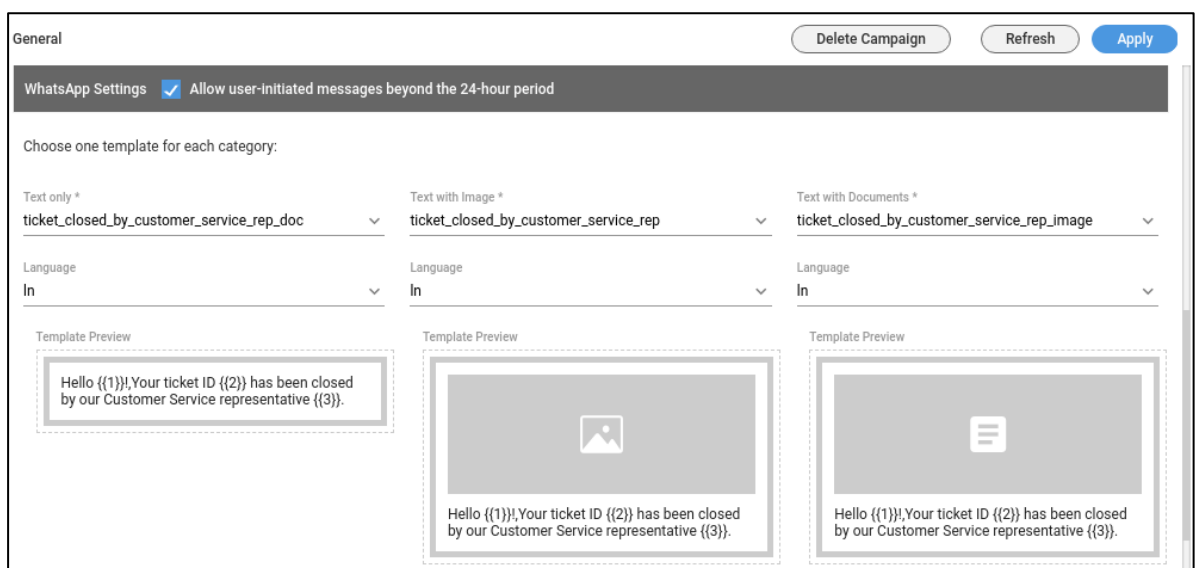 General
Delete Campaign
Refresh
Apply
WhatsApp Settings
Allow user-initiated messages beyond the 24-hour period
Choose one template for each category:
Text only *
Text with Image *
Text with Documents *
ticket_closed_by_customer_service_rep_doc
ticket_closed_by_customer_service_rep
ticket_closed_by_customer_service_rep_image
Language
Language
Language
In
In
In
Template Preview
Template Preview
Template Preview
Hello {{1}}!,Your ticket ID {{2}} has been closed
by our Customer Service representative {{3}}.
Hello {{1}}!,Your ticket ID {{2}} has been closed
by our Customer Service representative {{3}}.
Hello {{1}}!,Your ticket ID {{2}} has been closed
by our Customer Service representative {{3}}.